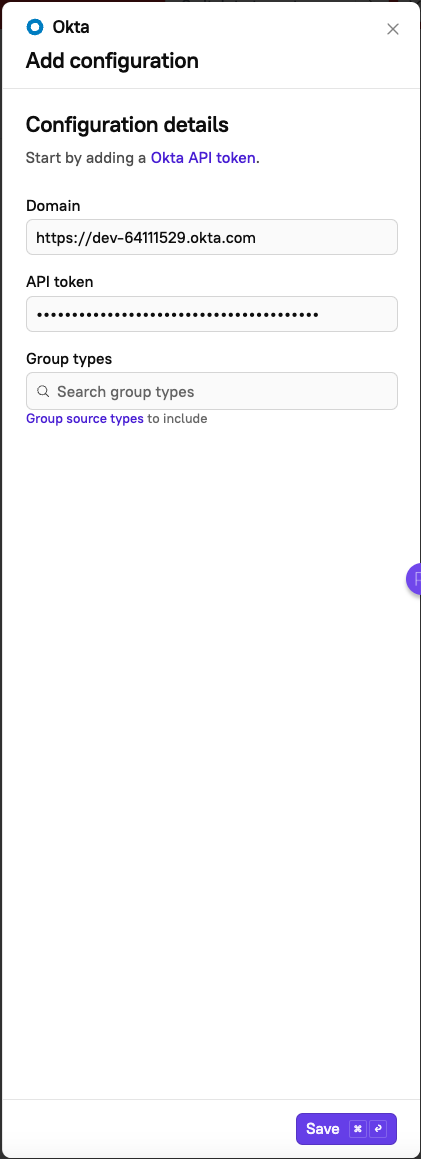 Okta
Add configuration
Configuration details
Start by adding a Okta API token.
Domain
https://dev-64111529.okta.com
API token
••••••••••••••••••••••••••••••••••••••••
Group types
Search group types
Group source types to include
Save ⌘ ↵